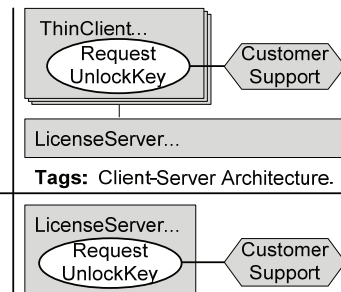 ThinClient...
Request
UnlockKey
Customer
Support
LicenseServer...
Tags: Client-Server Architecture.
LicenseServer...
Request
UnlockKey
Customer
Support